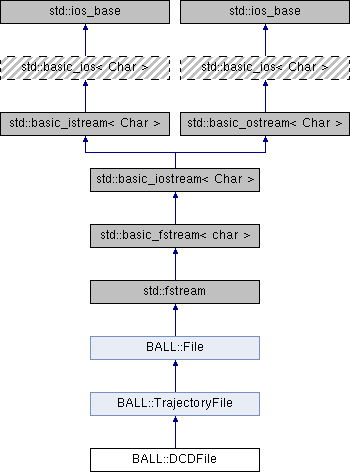 std::ios_base
std::ios_base
std::basic_ios< Char >
std::basic_ios< Char >
std::basic_istream< Char >
std::basic_ostream< Char >
std::basic_iostream< Char >
std::basic_fstream< char >
std::fstream
BALL::File
BALL::TrajectoryFile
BALL::DCDFile